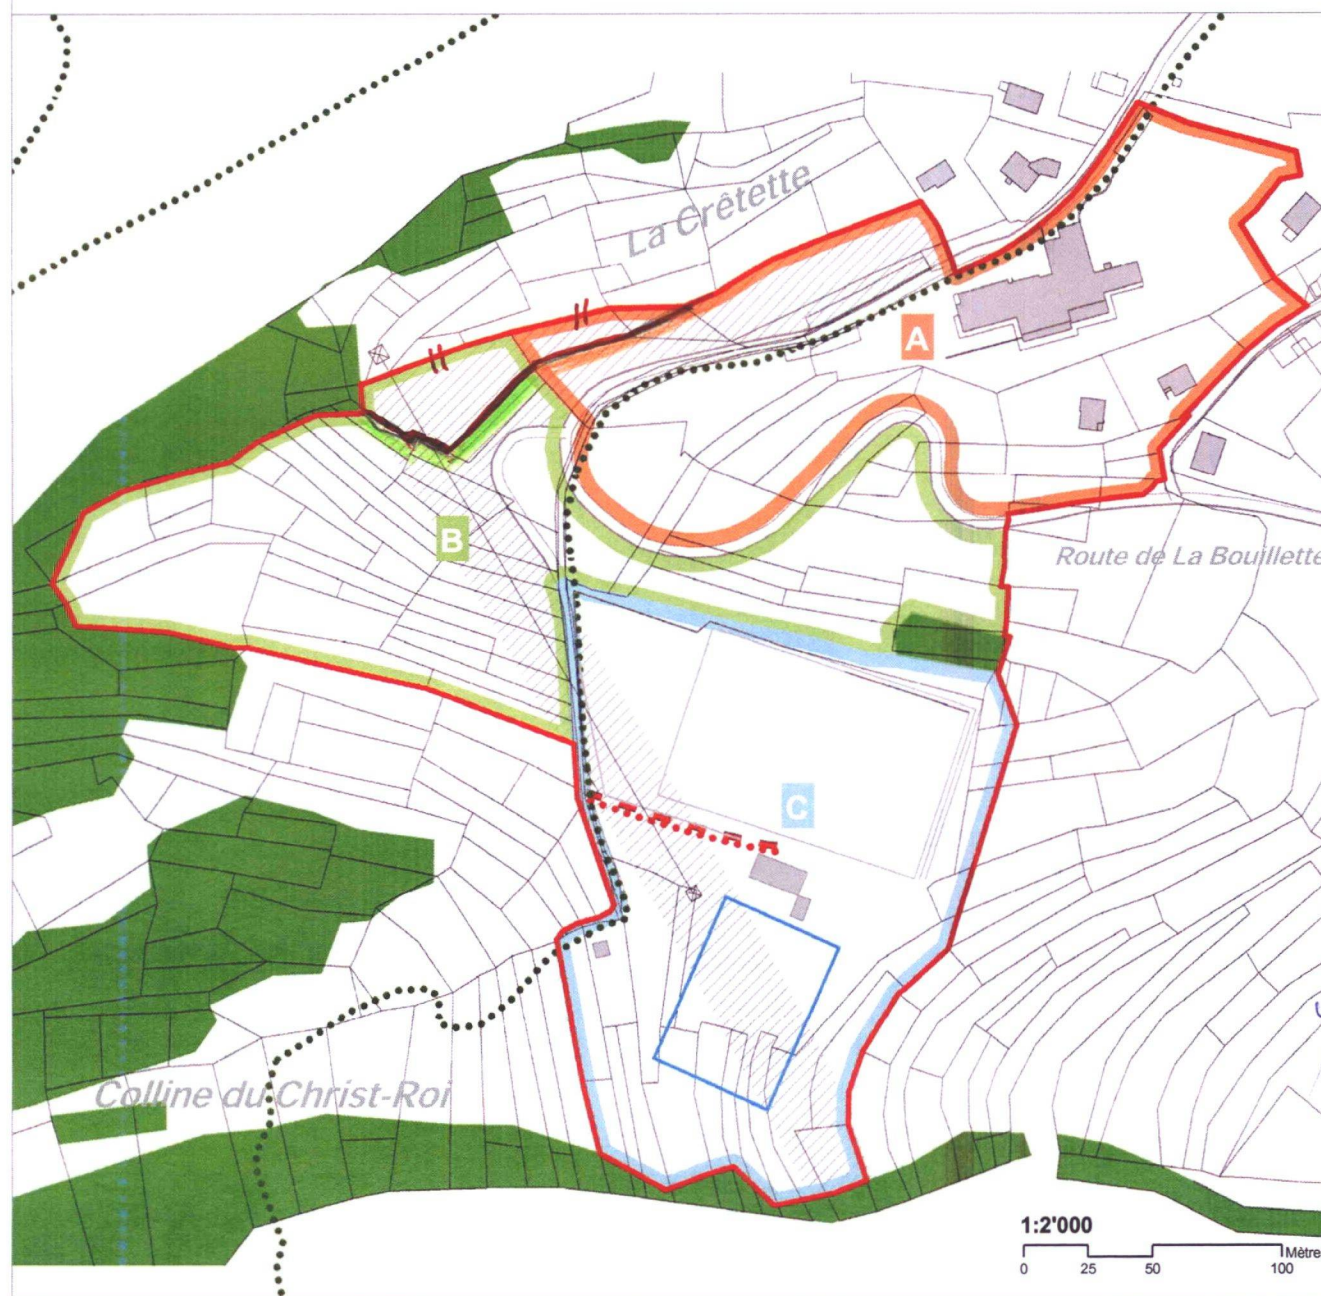 La Crêtette
A
B
Route de La Bouillette
C
Colline du Christ-Roi
1:2'000
Mètre
0 25 50 100